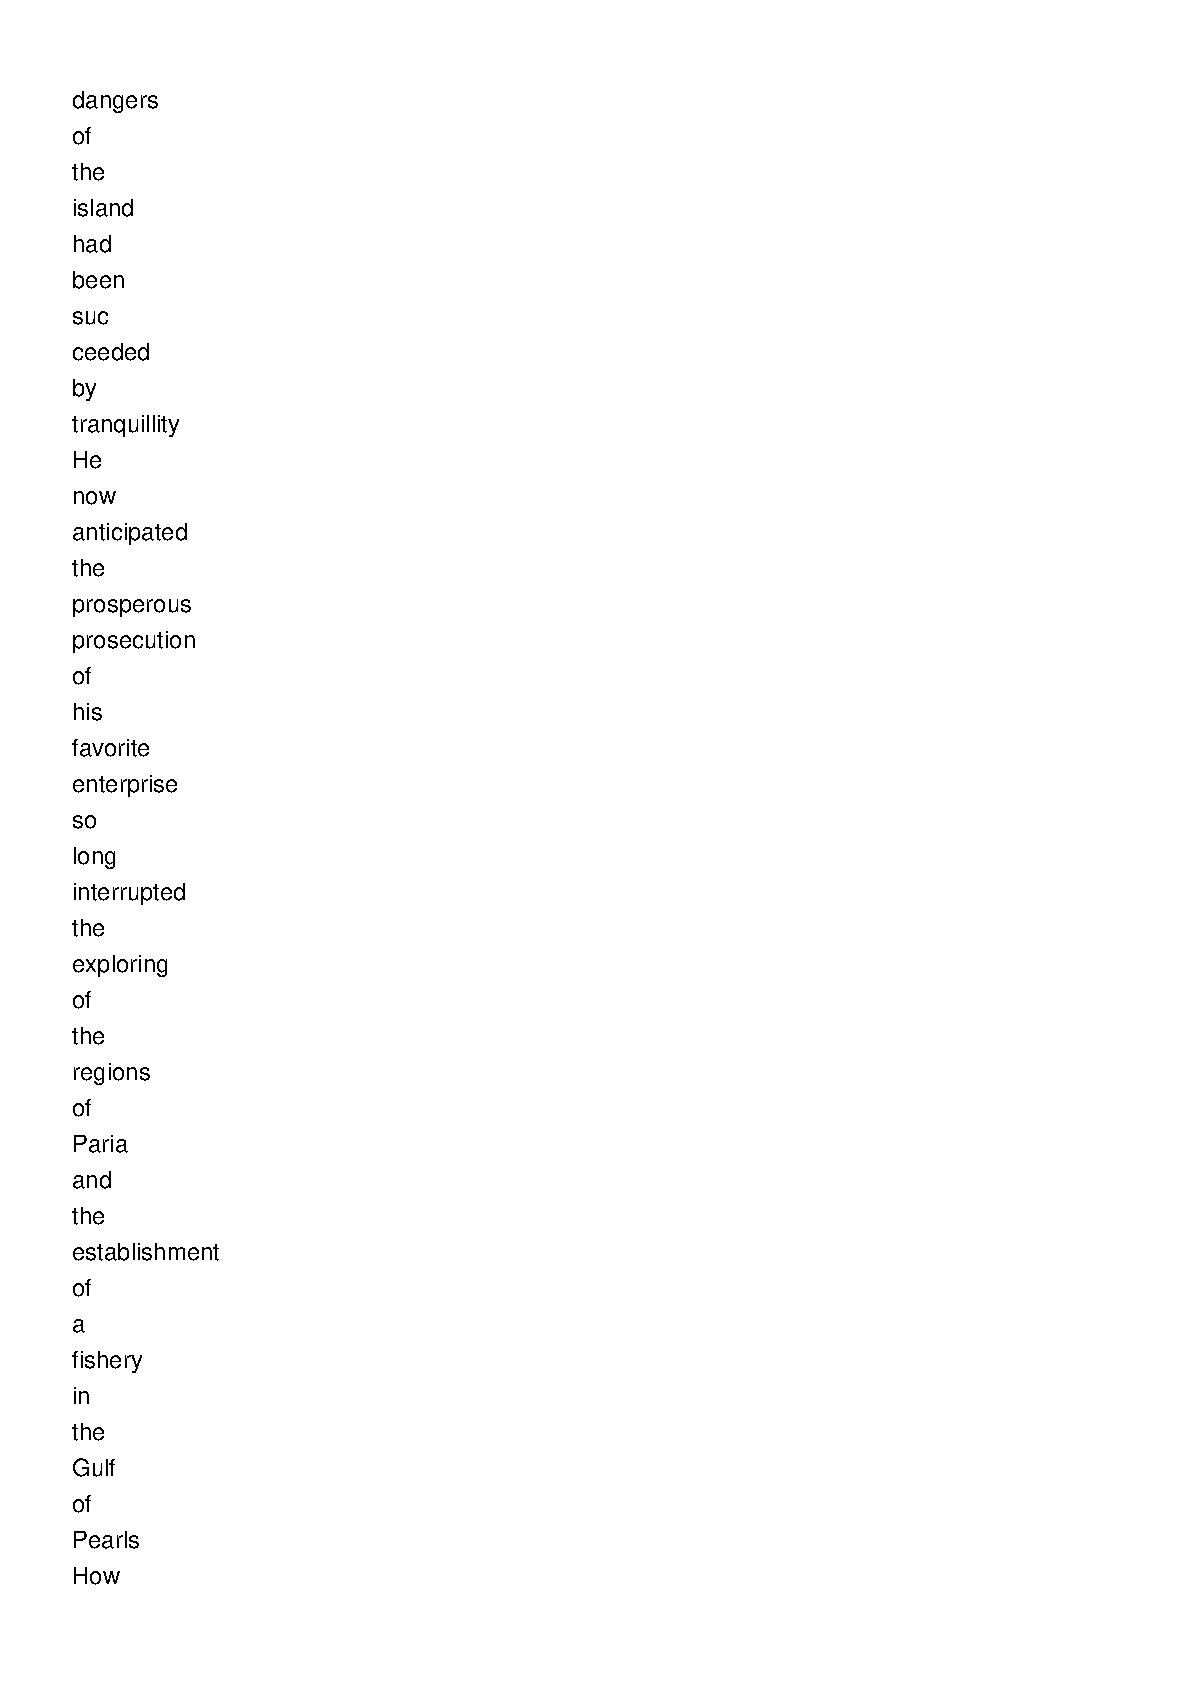 dangers
of
the
island
had
been
suc
ceeded
by
tranquillity
He
now
anticipated
the
prosperous
prosecution
of
his
favorite
enterprise
so
long
interrupted
the
exploring
of
the
regions
of
Paria
and
the
establishment
of
a
fishery
in
the
Gulf
of
Pearls
How